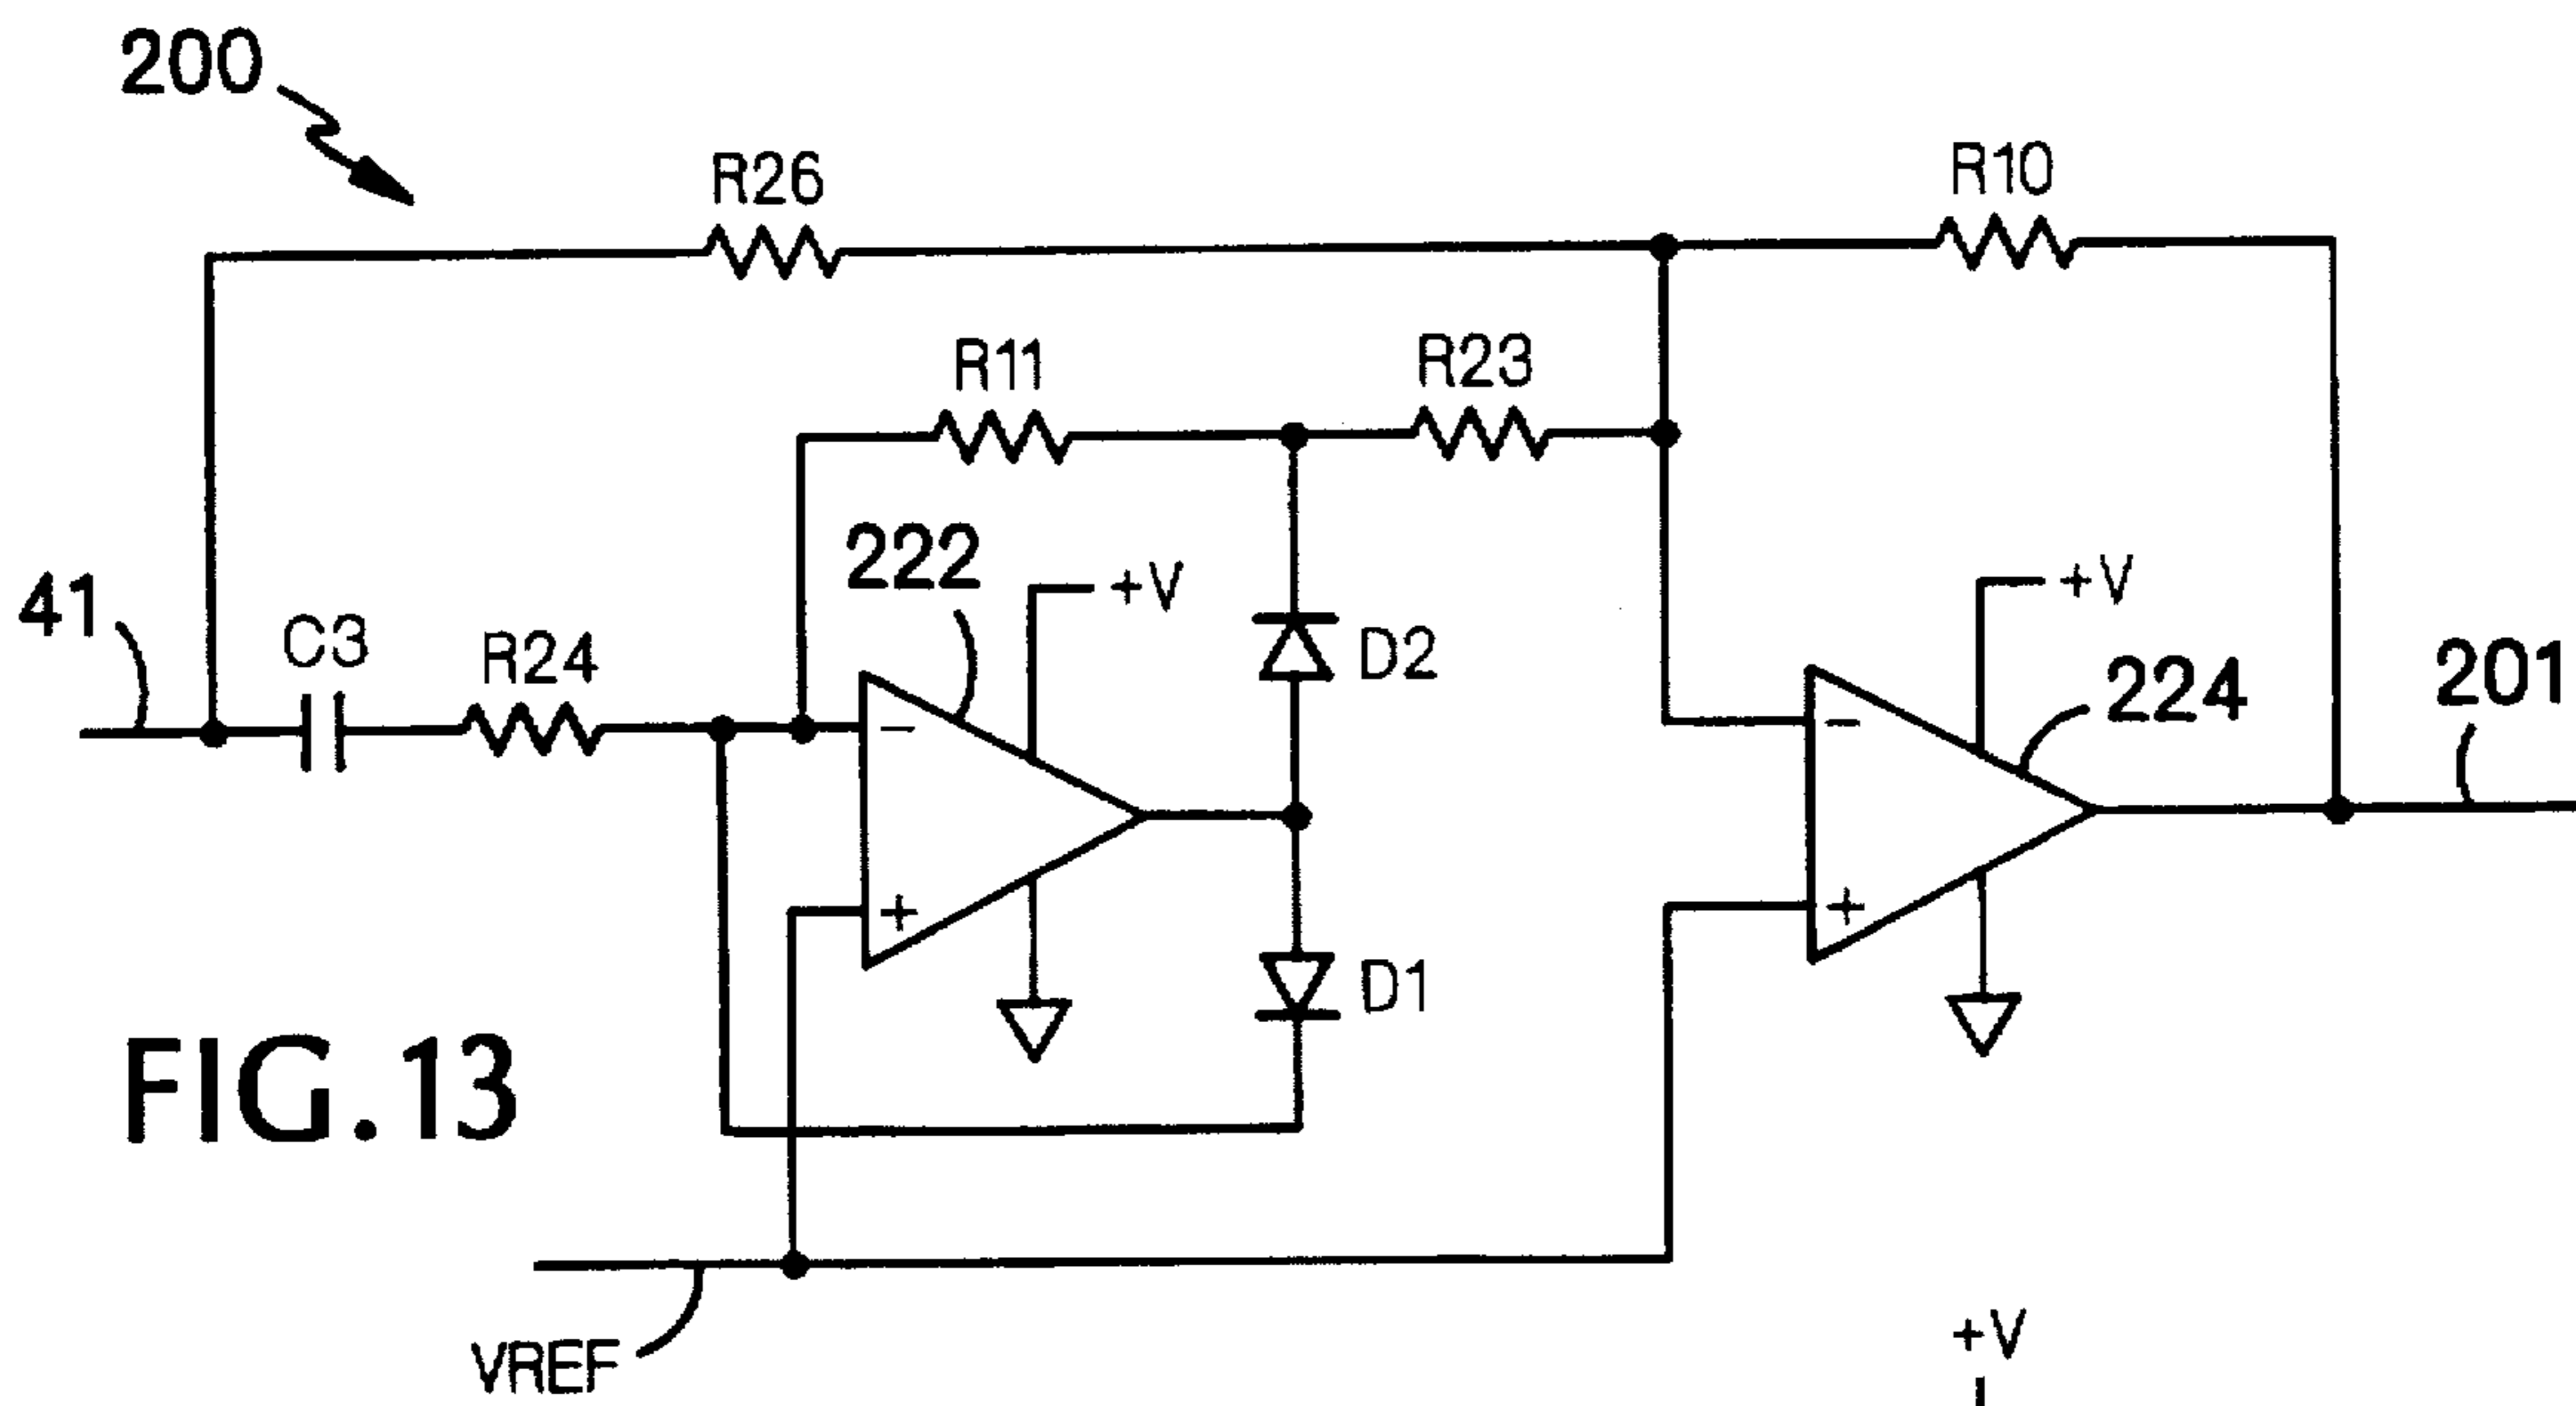 200
R26
R10
R11
R23
222
+V
+V
41
C3
R24
D2
224
201
-
-
+
+
D1
FIG.13
VREF
+V